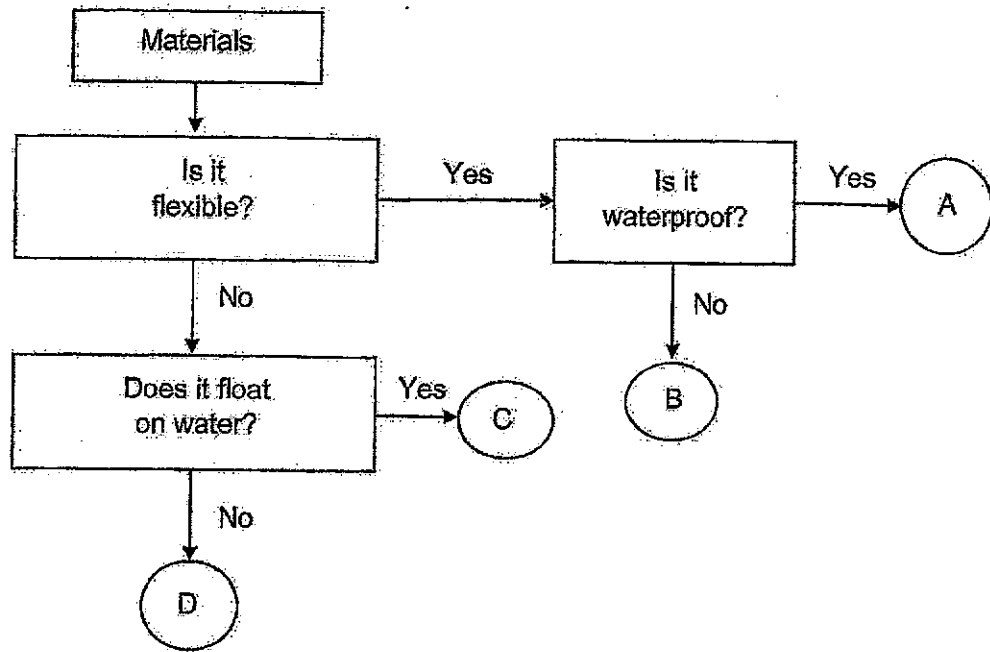 Materials
Is it
flexible?
Yes
Is it
waterproof?
Yes
A
No
No
B
Does it float
on water?
Yes
C
No
D